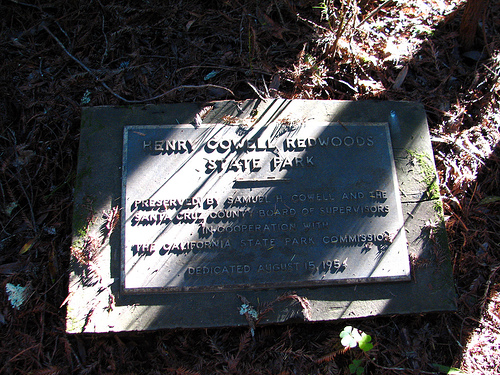 HENRY COWELL REDWOODS
STATE PARK
PRESERVED BY SAMUEL H. COWELL AND THE
SANTA CRUZ COUNTY BOARD OF SUPERVISORS
IN COOPERATION WITH
THE CALIFORNIA STATE PARK COMMISSION
DEDICATED AUGUST 15, 1954